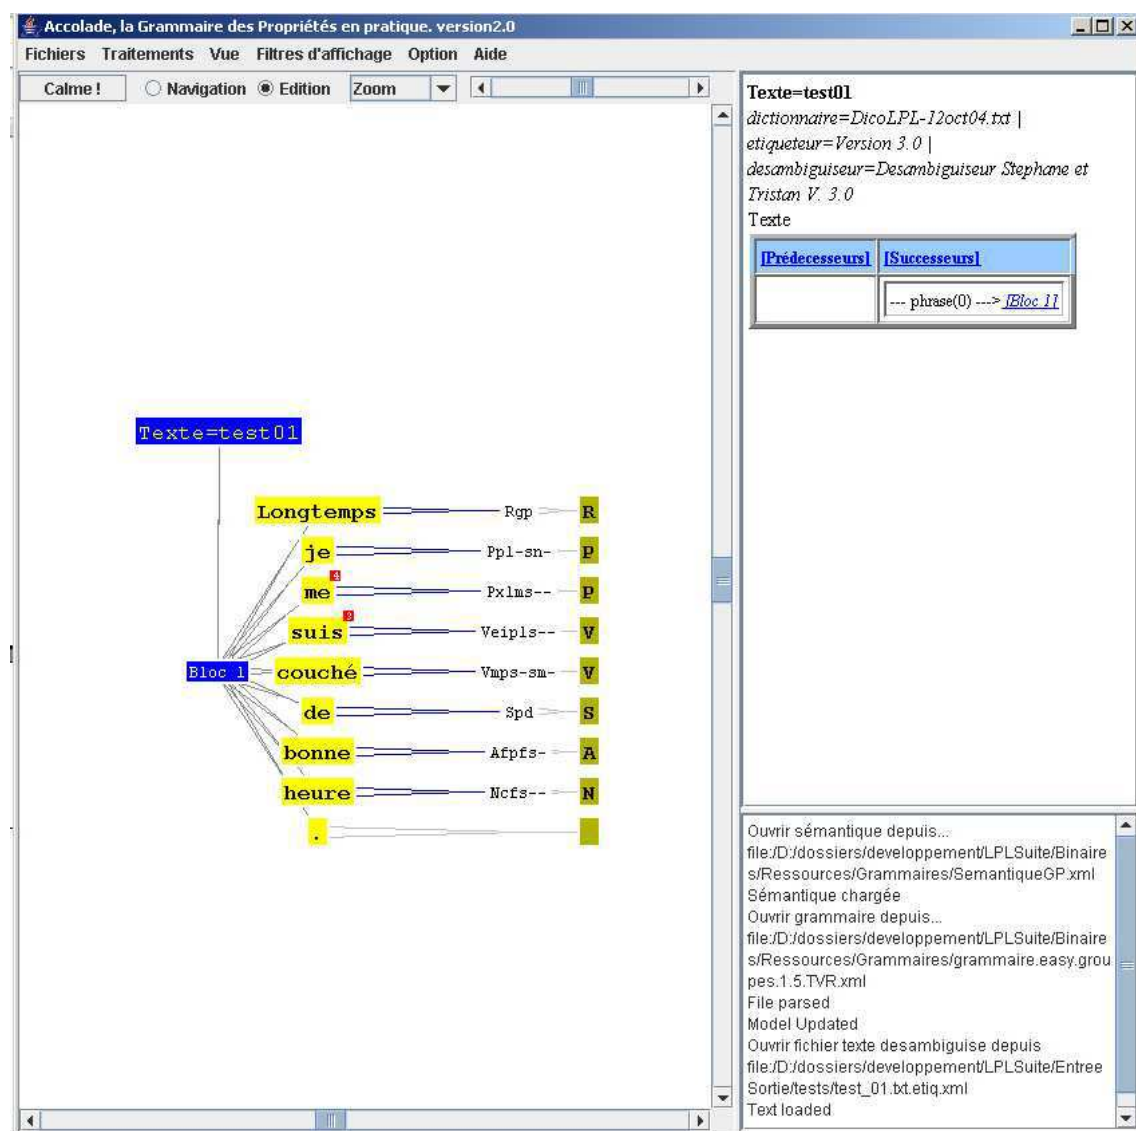 Accolade, la Grammaire des Propriétés en pratique. version2.0
Fichiers Traitements Vue Filtres d'affichage Option Aide
Calme ! Navigation Edition Zoom
Texte=test01
Longtemps Rgp R
je Pp1-sn- P
me 4 Px1ms-- P
suis 3 Veip1s-- V
Bloc 1 couché Vmps-sm- V
de Spd S
bonne Afpfs- A
heure Ncfs-- N
.
Texte=test01
dictionnaire=DicoLPL-12oct04.txt |
etiqueteur=Version 3.0 |
desambiguiseur=Desambiguiseur Stephane et
Tristan V. 3.0
Texte
[Prédecesseurs] [Successeurs]
--- phrase(0) ---> [Bloc 1]
Ouvrir sémantique depuis...
file:/D:/dossiers/developpement/LPLSuite/Binaire
s/Ressources/Grammaires/SemantiqueGP.xml
Sémantique chargée
Ouvrir grammaire depuis...
file:/D:/dossiers/developpement/LPLSuite/Binaire
s/Ressources/Grammaires/grammaire.easy.grou
pes.1.5.TVR.xml
File parsed
Model Updated
Ouvrir fichier texte desambiguise depuis
file:/D:/dossiers/developpement/LPLSuite/Entree
Sortie/tests/test_01.txt.etiq.xml
Text loaded